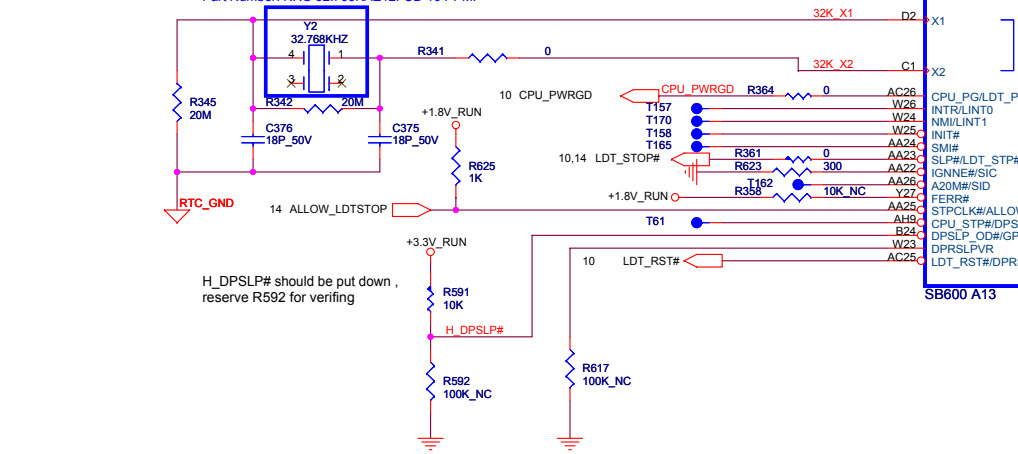 32K_X1
D2
X1
Y2
32.768KHZ
4
1
3
2
R341
0
32K_X2
C1
X2
R345
20M
R342
20M
C376
18P_50V
C375
18P_50V
10 CPU_PWRGD
CPU_PWRGD
R364
0
AC26
CPU_PG/LDT_P
T157
W26
INTR/LINT0
T170
W24
NMI/LINT1
T158
W25
INIT#
T165
AA24
SMI#
10,14 LDT_STOP#
R361
0
AA23
SLP#/LDT_STP#
R623
300
AA22
IGNNE#/SIC
T162
AA26
A20M#/SID
+1.8V_RUN
R358
10K_NC
Y27
FERR#
+1.8V_RUN
R625
1K
RTC_GND
14 ALLOW_LDTSTOP
AA25
STPCLK#/ALLOW
T61
AH9
CPU_STP#/DPS
B24
DPSLP_OD#/GP
W23
DPRSLPVR
10 LDT_RST#
AC25
LDT_RST#/DPRS
SB600 A13
+3.3V_RUN
H_DPSLP# should be put down ,
reserve R592 for verifing
R591
10K
H_DPSLP#
R592
100K_NC
R617
100K_NC